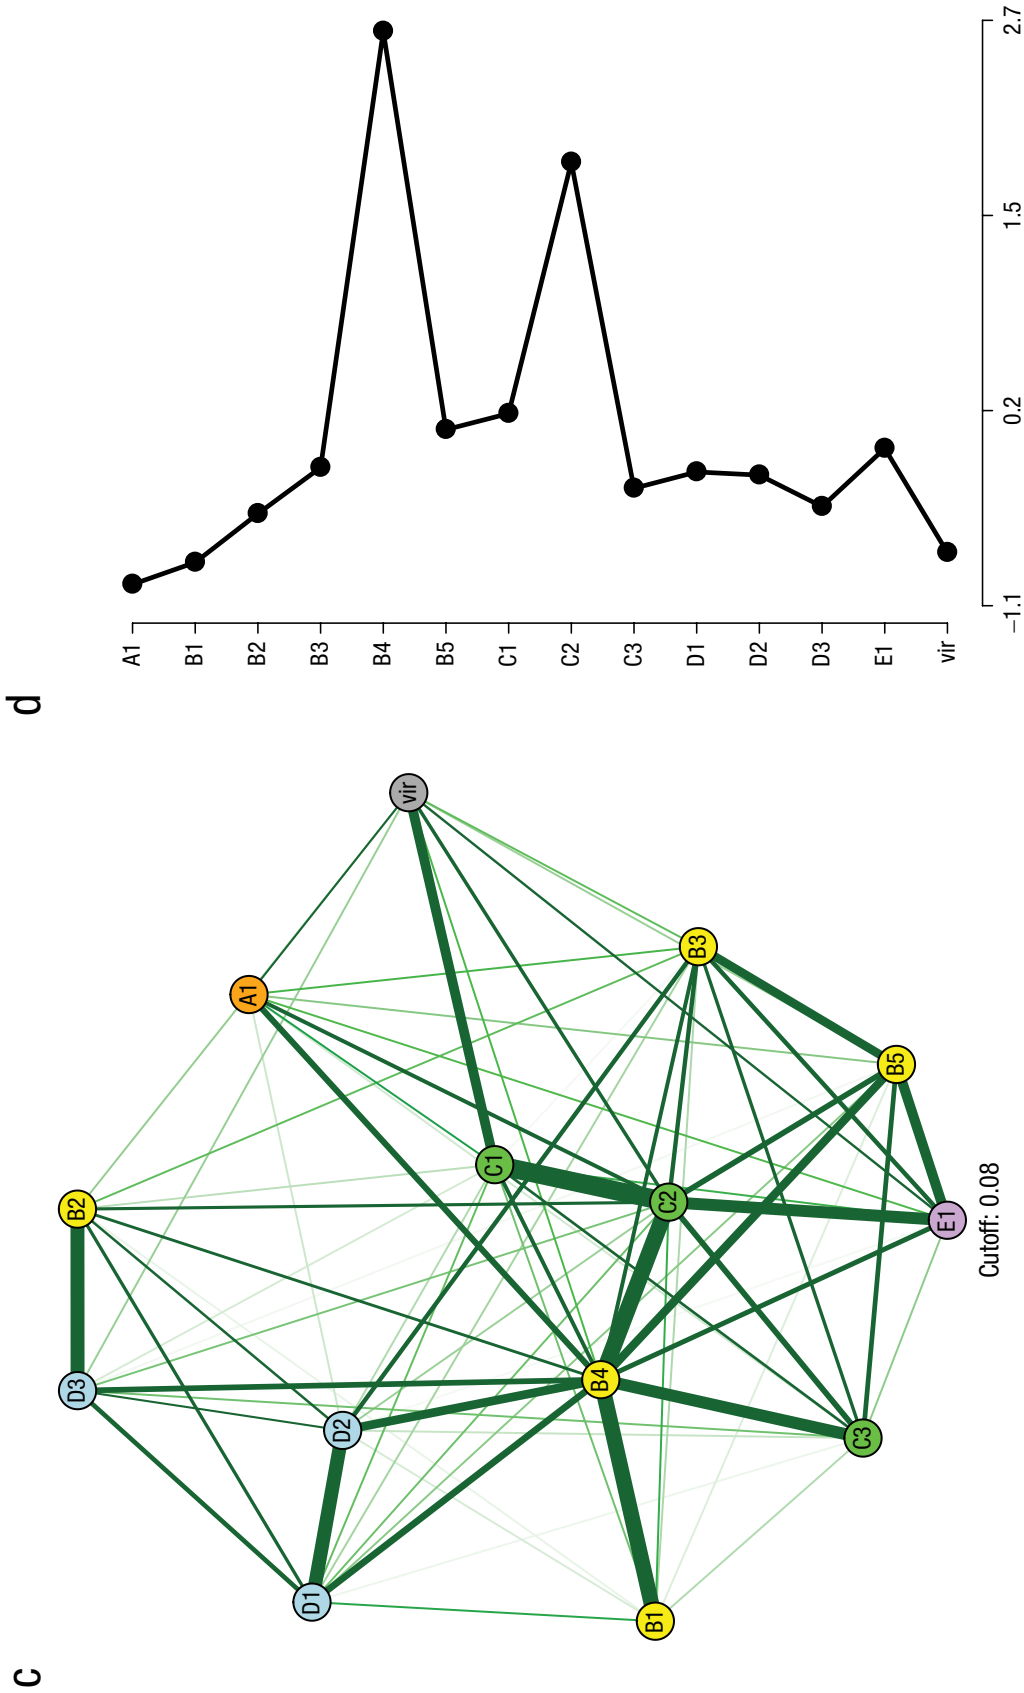 c
D3
B2
A1
vir
D2
D1
C1
B4
C2
B3
B1
C3
B5
E1
Cutoff: 0.08
d
A1
B1
B2
B3
B4
B5
C1
C2
C3
D1
D2
D3
E1
vir
−1.1
0.2
1.5
2.7